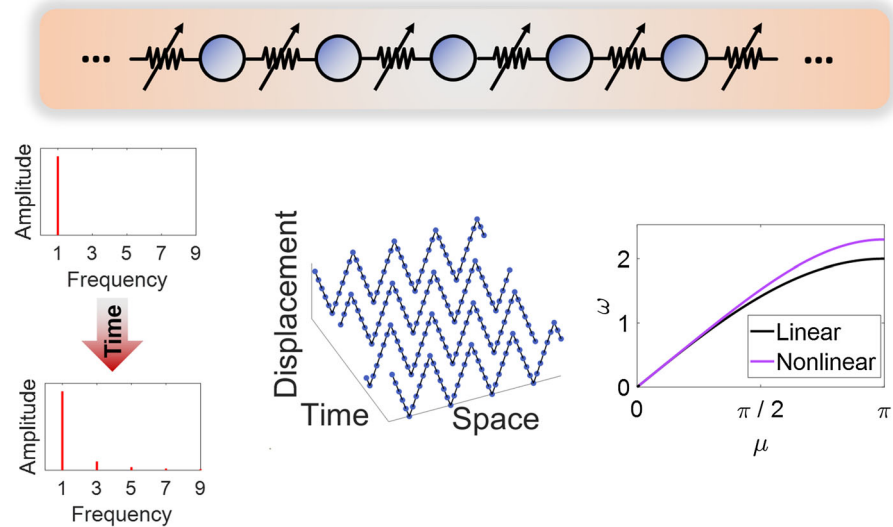 ... ...
Amplitude
1 3 5 7 9
Frequency
Time
Amplitude
1 3 5 7 9
Frequency
Displacement
Time
Space
ω
2
1
0
Linear
Nonlinear
0 π / 2 π
μ